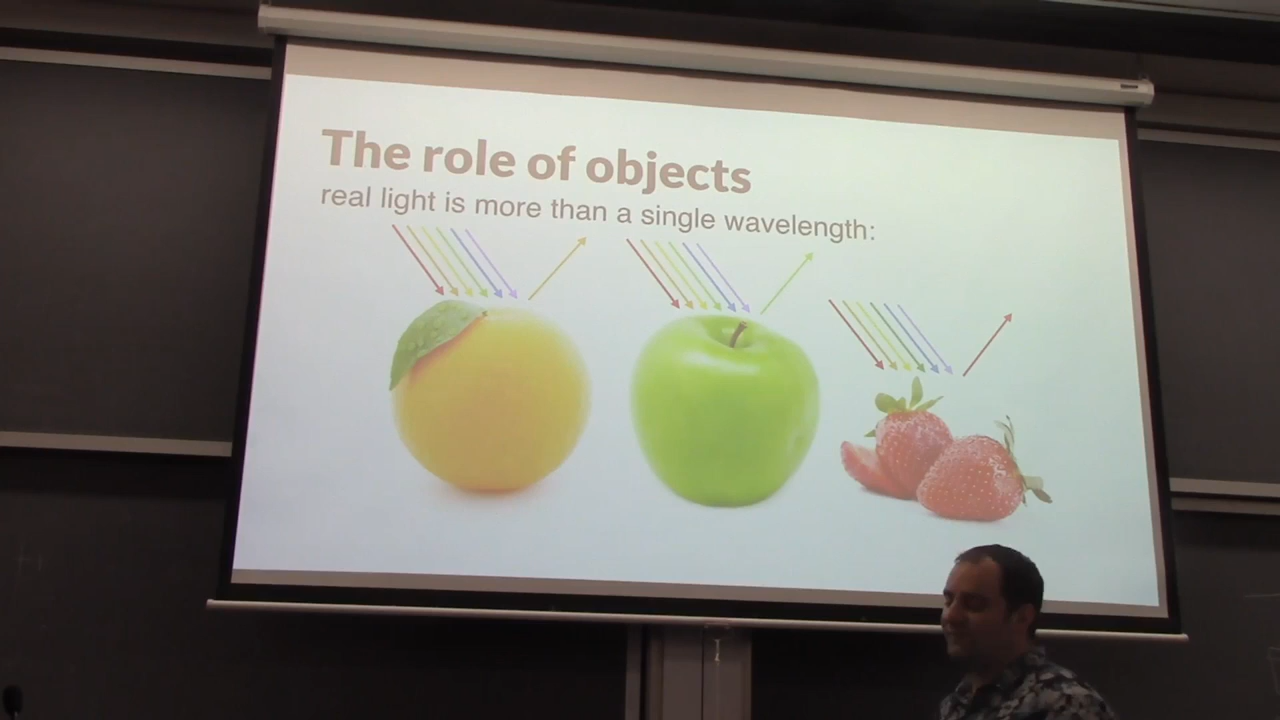 The role of objects
real light is more than a single wavelength: